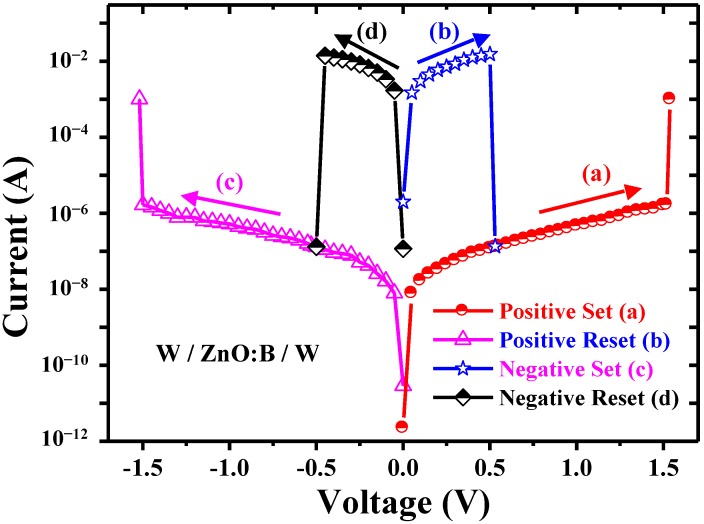 (d) (b)
10⁻²
10⁻⁴
(c) (a)
10⁻⁶
10⁻⁸
10⁻¹⁰
10⁻¹²
Current (A)
Positive Set (a)
Positive Reset (b)
Negative Set (c)
Negative Reset (d)
W / ZnO:B / W
-1.5 -1.0 -0.5 0.0 0.5 1.0 1.5
Voltage (V)